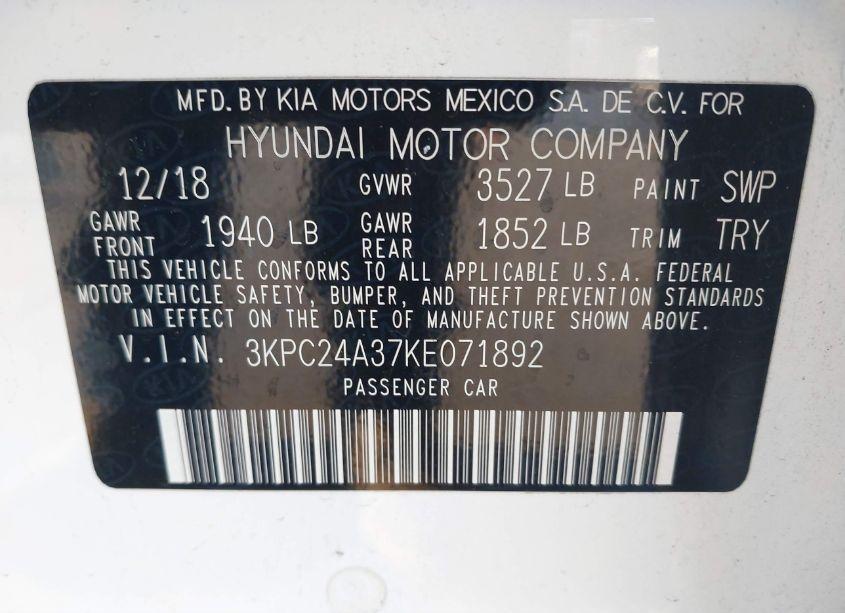 MFD. BY KIA MOTORS MEXICO S.A. DE C.V. FOR
HYUNDAI MOTOR COMPANY
12/18 GVWR 3527 LB PAINT SWP
GAWR FRONT 1940 LB GAWR REAR 1852 LB TRIM TRY
THIS VEHICLE CONFORMS TO ALL APPLICABLE U.S.A. FEDERAL
MOTOR VEHICLE SAFETY, BUMPER, AND THEFT PREVENTION STANDARDS
IN EFFECT ON THE DATE OF MANUFACTURE SHOWN ABOVE.
V.I.N. 3KPC24A37KE071892
PASSENGER CAR